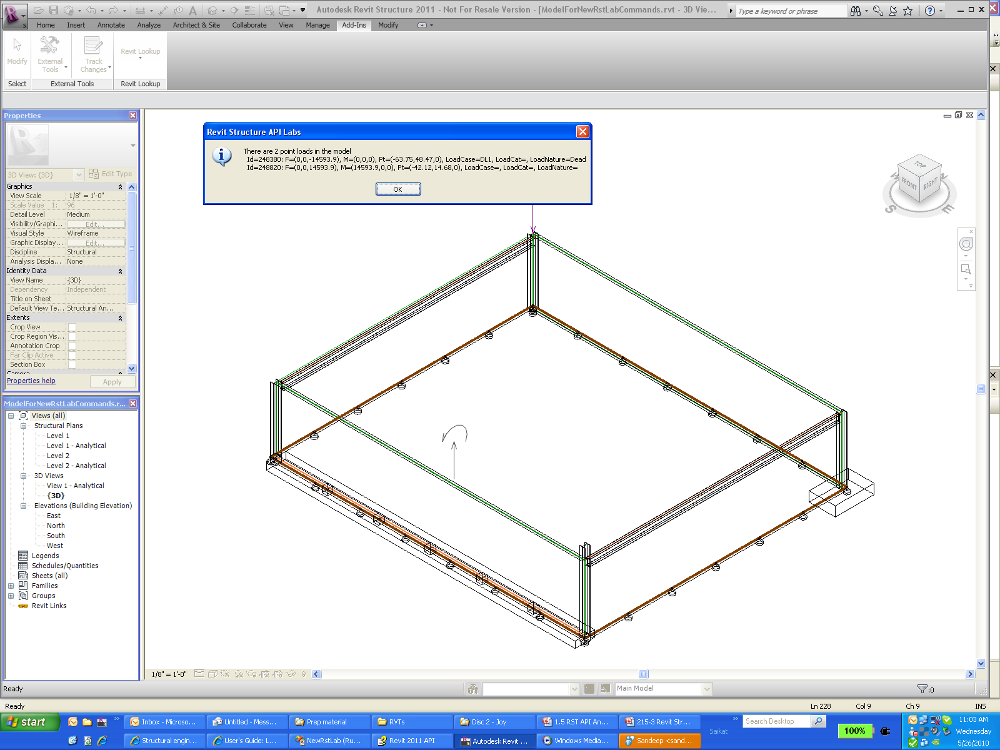 Autodesk Revit Structure 2011 - Not For Resale Version - [ModelForNewRstLabCommands.rvt - 3D Vie...
Type a keyword or phrase
Home Insert Annotate Analyze Architect & Site Collaborate View Manage Add-Ins Modify
Modify
External Tools
Track Changes
Revit Lookup
Select External Tools Revit Lookup
Properties
3D View: {3D} Edit Type
Graphics
View Scale 1/8" = 1'-0"
Scale Value 1: 96
Detail Level Medium
Visibility/Graphi... Edit...
Visual Style Wireframe
Graphic Display... Edit...
Discipline Structural
Analysis Displa... None
Identity Data
View Name {3D}
Dependency Independent
Title on Sheet
Default View Te... Structural An...
Extents
Crop View
Crop Region Vis...
Annotation Crop
Far Clip Active
Section Box
Camera
Properties help Apply
ModelForNewRstLabCommands.r...
Views (all)
Structural Plans
Level 1
Level 1 - Analytical
Level 2
Level 2 - Analytical
3D Views
View 1 - Analytical
{3D}
Elevations (Building Elevation)
East
North
South
West
Legends
Schedules/Quantities
Sheets (all)
Families
Groups
Revit Links
Revit Structure API Labs
There are 2 point loads in the model
Id=248380: F=(0,0,-14593.9), M=(0,0,0), Pt=(-63.75,48.47,0), LoadCase=DL1, LoadCat=, LoadNature=Dead
Id=248820: F=(0,0,14593.9), M=(14593.9,0,0), Pt=(-42.12,14.68,0), LoadCase=, LoadCat=, LoadNature=
OK
TOP
FRONT
RIGHT
W N S E
1/8" = 1'-0"
Ready
Main Model
:0
Ready Ln 228 Col 9 Ch 9 INS
start
Inbox - Microso...
Untitled - Mess...
Prep material
RVTs
Disc 2 - Joy
1.5 RST API An...
215-3 Revit Str...
Structural engin...
User's Guide: L...
NewRstLab (Ru...
Revit 2011 API
Autodesk Revit ...
Windows Media...
Sandeep <sand...
Saikat
Search Desktop
100%
11:03 AM
Wednesday
5/26/2010